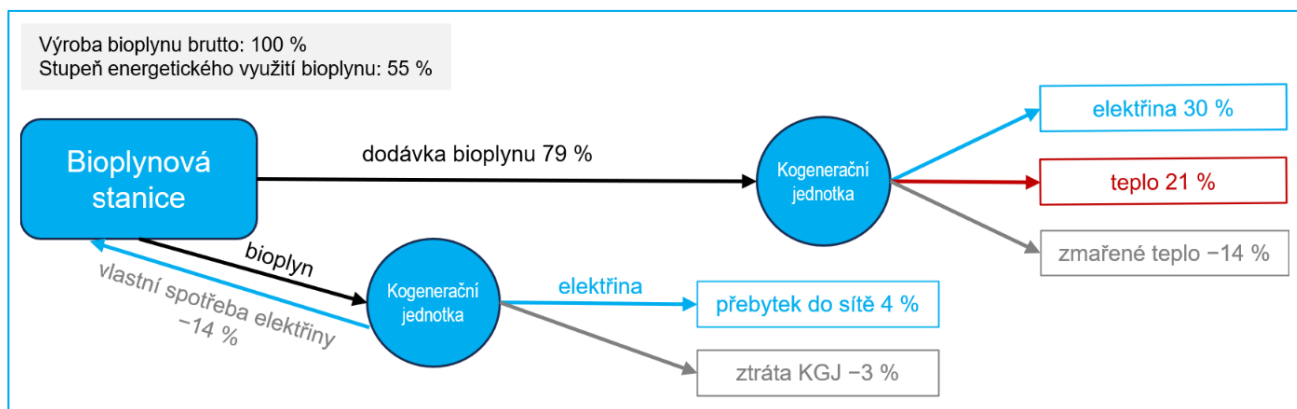 Výroba bioplynu brutto: 100 %
Stupeň energetického využití bioplynu: 55 %
Bioplynová
stanice
dodávka bioplynu 79 %
Kogenerační
jednotka
elektřina 30 %
teplo 21 %
zmařené teplo −14 %
bioplyn
vlastní spotřeba elektřiny
−14 %
Kogenerační
jednotka
elektřina
přebytek do sítě 4 %
ztráta KGJ −3 %